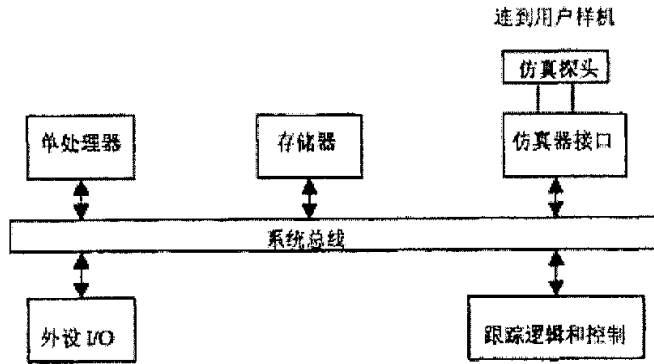 连到用户样机
仿真探头
单处理器
存储器
仿真器接口
系统总线
外设 I/O
跟踪逻辑和控制